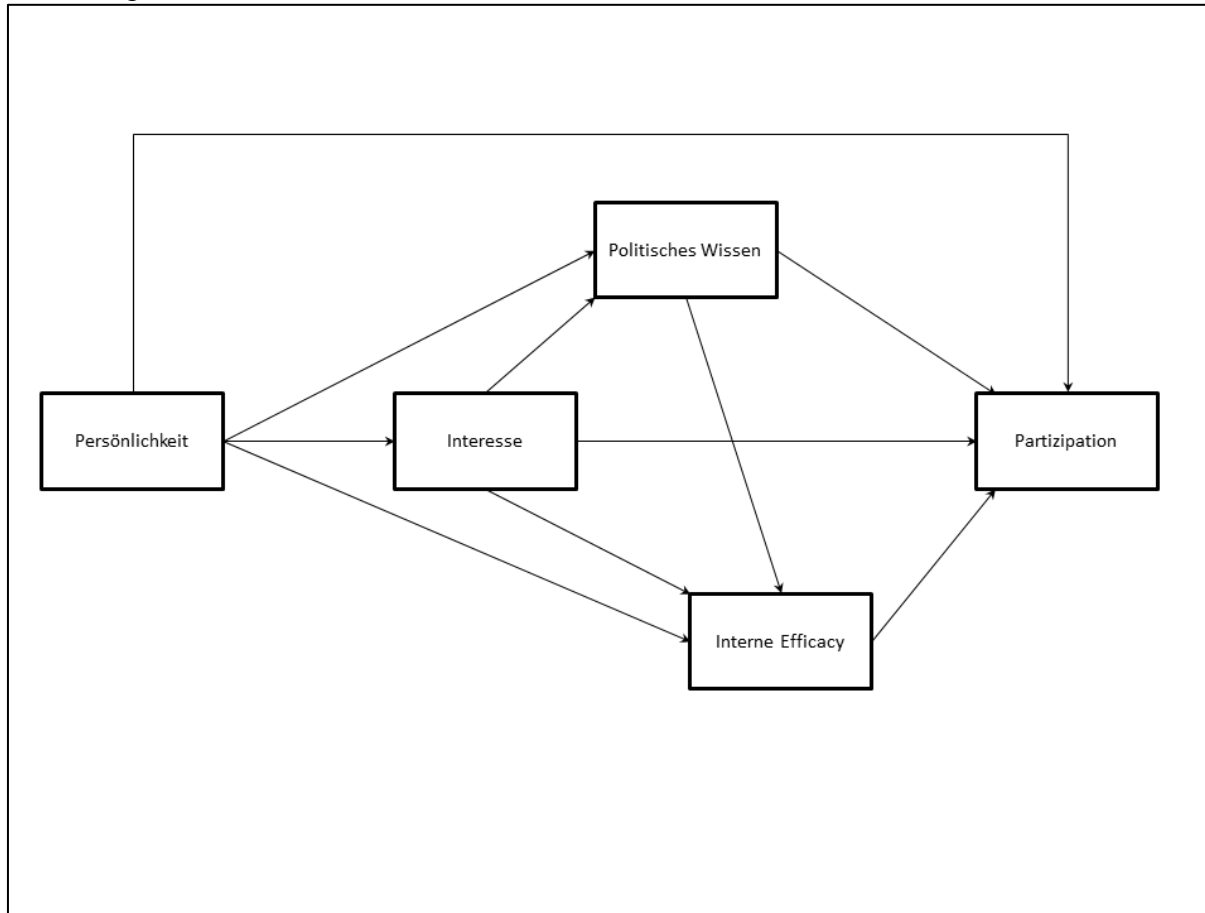 Politisches Wissen
Persönlichkeit
Interesse
Partizipation
Interne Efficacy